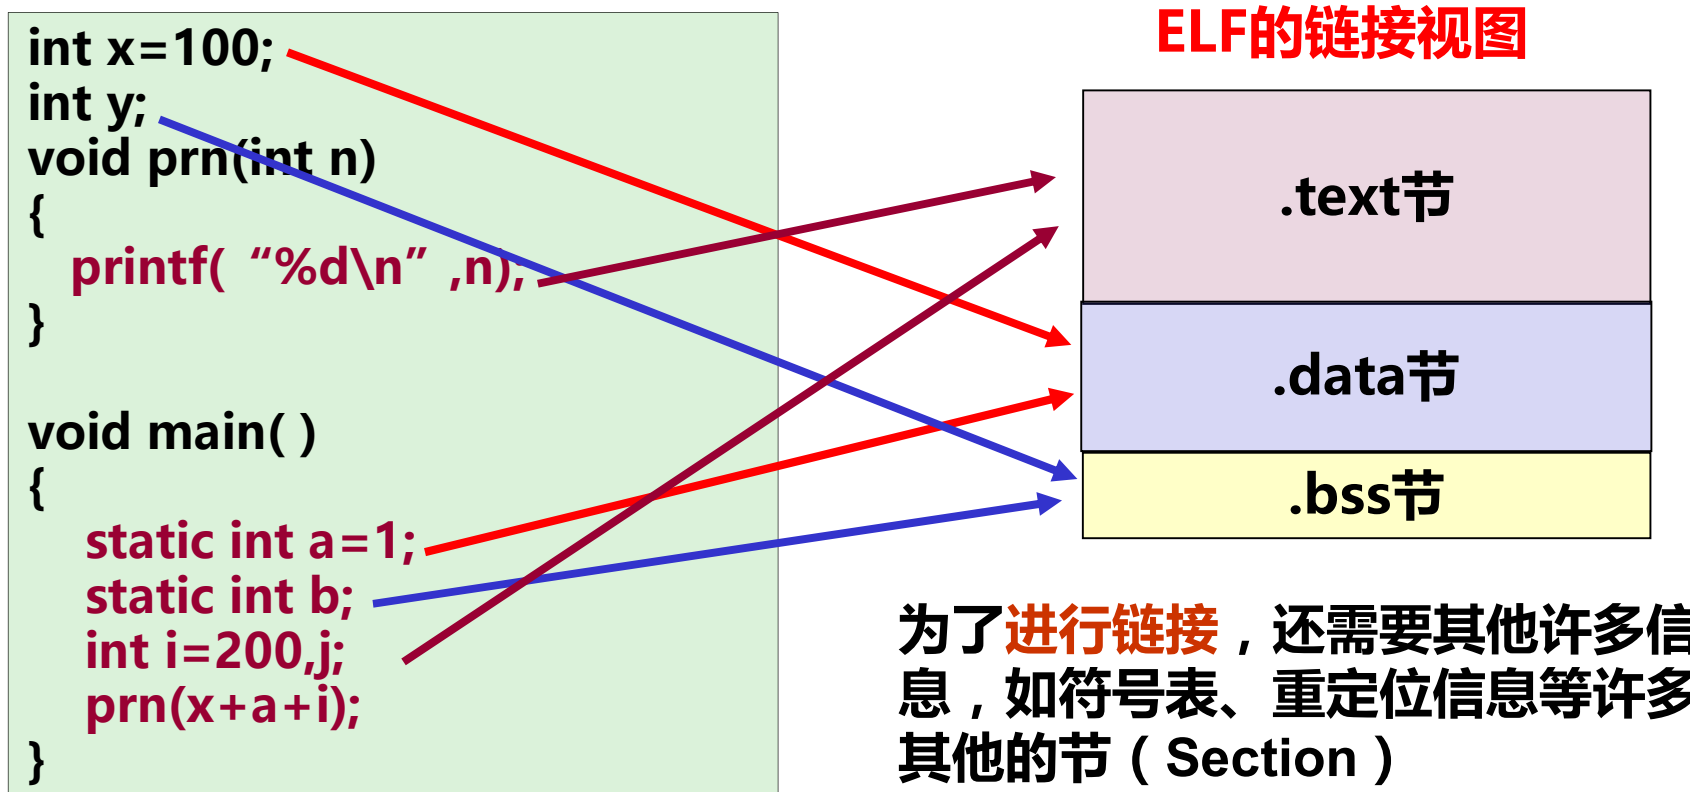 int x=100;
int y;
void prn(int n)
{
printf( “%d\n” ,n);
}
void main( )
{
static int a=1;
static int b;
int i=200,j;
prn(x+a+i);
}
ELF的链接视图
.text节
.data节
.bss节
为了进行链接，还需要其他许多信
息，如符号表、重定位信息等许多
其他的节（Section）